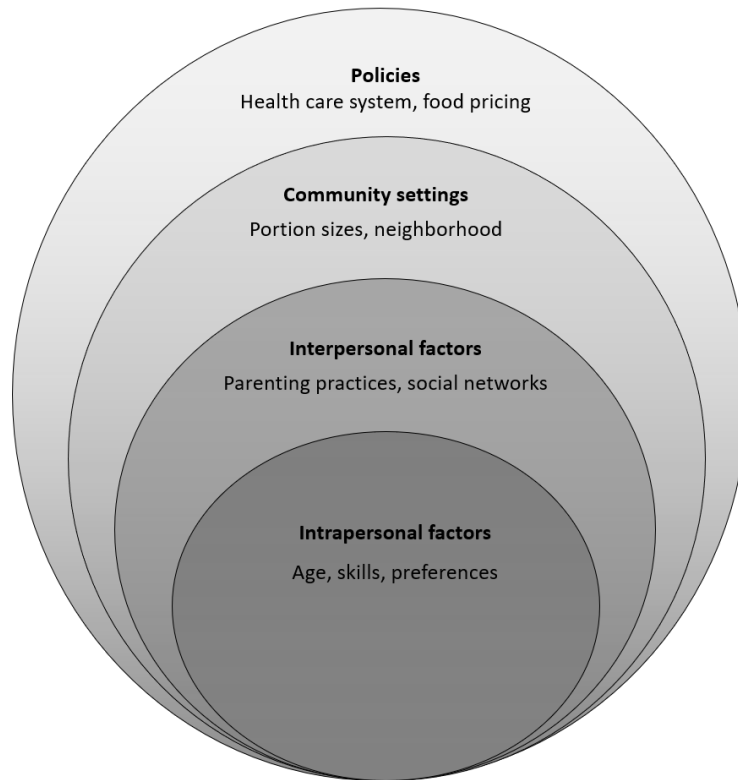 Policies
Health care system, food pricing
Community settings
Portion sizes, neighborhood
Interpersonal factors
Parenting practices, social networks
Intrapersonal factors
Age, skills, preferences